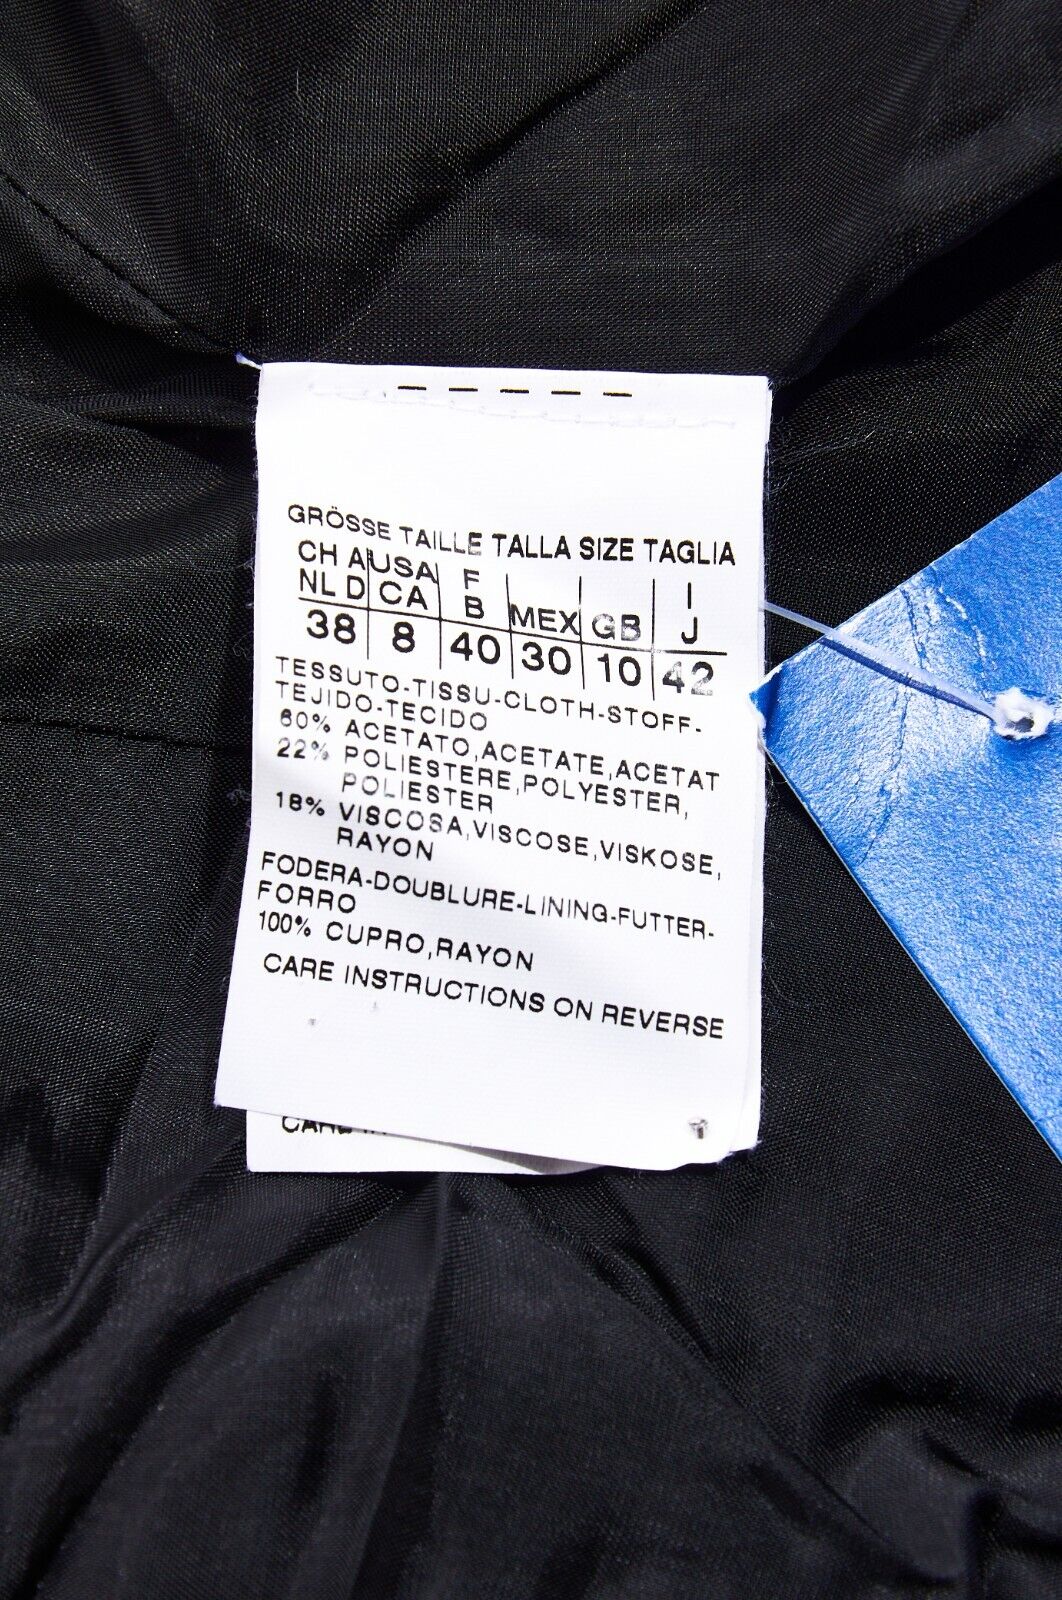 GRÖSSE TAILLE TALLA SIZE TAGLIA
CH A USA F MEX GB I
NL D CA B J
38 8 40 30 10 42
TESSUTO-TISSU-CLOTH-STOFF-
TEJIDO-TECIDO
60% ACETATO,ACETATE,ACETAT
22% POLIESTERE,POLYESTER,
POLIESTER
18% VISCOSA,VISCOSE,VISKOSE,
RAYON
FODERA-DOUBLURE-LINING-FUTTER-
FORRO
100% CUPRO,RAYON
CARE INSTRUCTIONS ON REVERSE